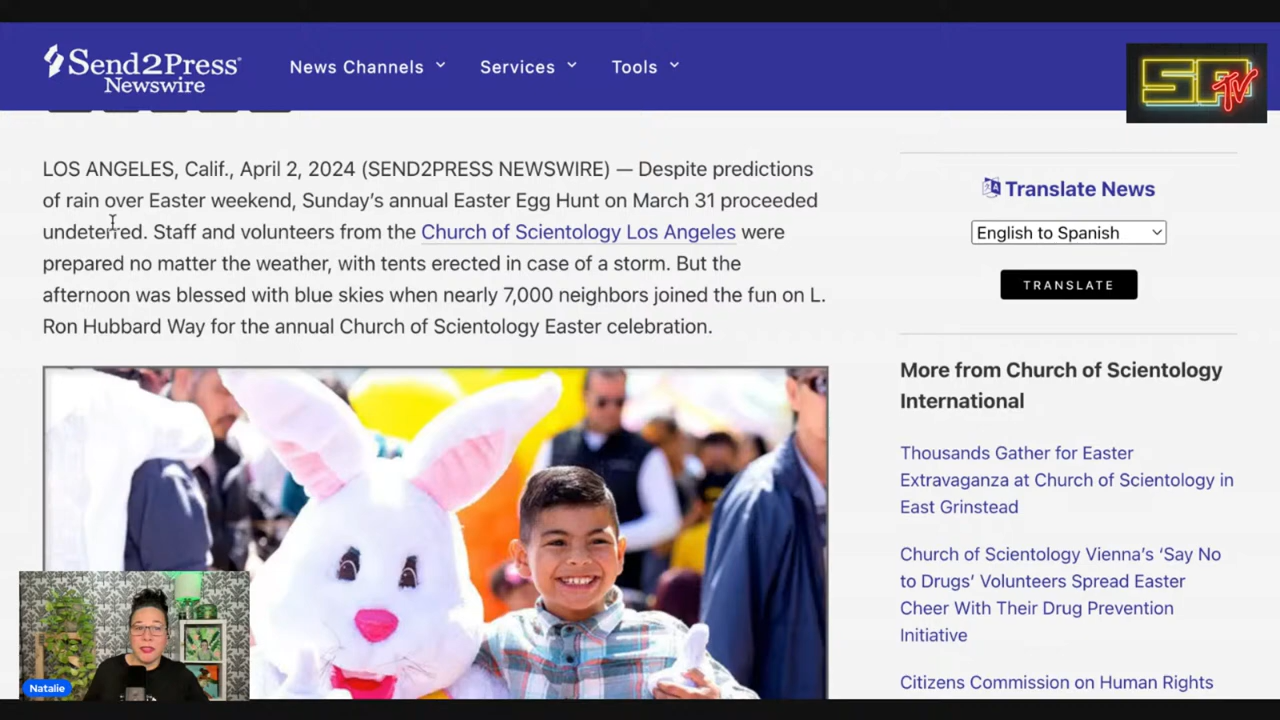 Send2Press®
Newswire
News Channels
Services
Tools
SPTV
LOS ANGELES, Calif., April 2, 2024 (SEND2PRESS NEWSWIRE) — Despite predictions
of rain over Easter weekend, Sunday’s annual Easter Egg Hunt on March 31 proceeded
undeterred. Staff and volunteers from the Church of Scientology Los Angeles were
prepared no matter the weather, with tents erected in case of a storm. But the
afternoon was blessed with blue skies when nearly 7,000 neighbors joined the fun on L.
Ron Hubbard Way for the annual Church of Scientology Easter celebration.
Translate News
English to Spanish
TRANSLATE
More from Church of Scientology
International
Thousands Gather for Easter
Extravaganza at Church of Scientology in
East Grinstead
Church of Scientology Vienna’s ‘Say No
to Drugs’ Volunteers Spread Easter
Cheer With Their Drug Prevention
Initiative
Citizens Commission on Human Rights
Natalie